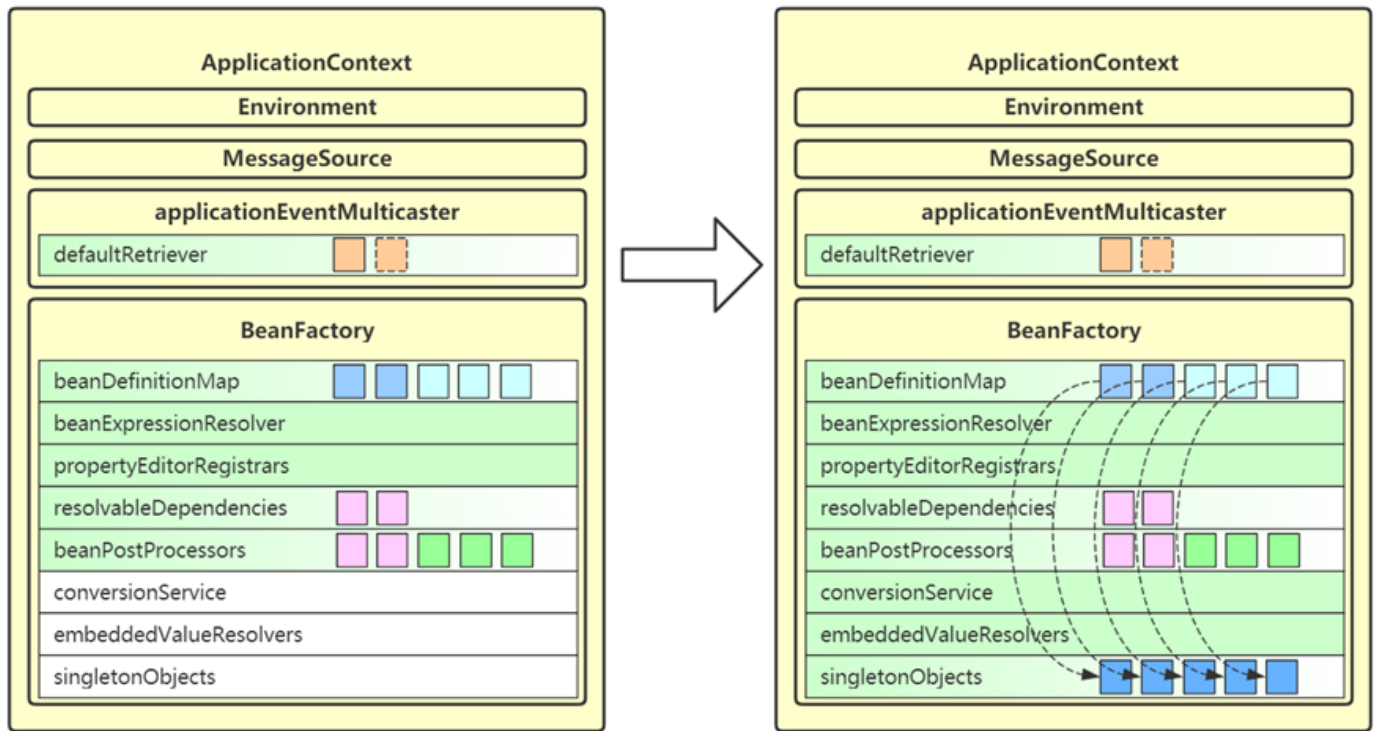 ApplicationContext
Environment
MessageSource
applicationEventMulticaster
defaultRetriever
BeanFactory
beanDefinitionMap
beanExpressionResolver
propertyEditorRegistrars
resolvableDependencies
beanPostProcessors
conversionService
embeddedValueResolvers
singletonObjects
ApplicationContext
Environment
MessageSource
applicationEventMulticaster
defaultRetriever
BeanFactory
beanDefinitionMap
beanExpressionResolver
propertyEditorRegistrars
resolvableDependencies
beanPostProcessors
conversionService
embeddedValueResolvers
singletonObjects